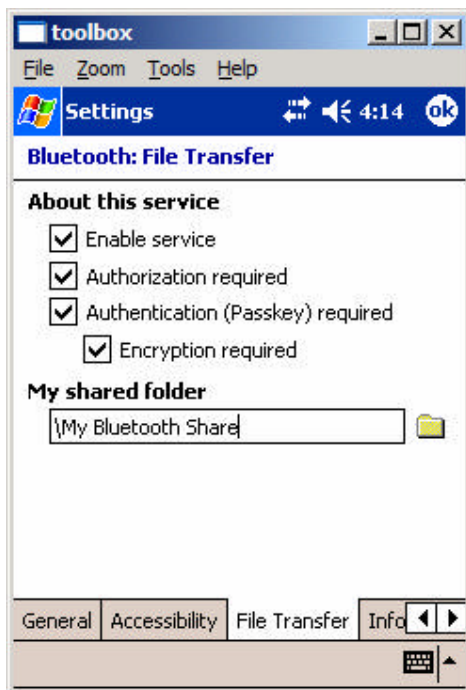 toolbox
File Zoom Tools Help
Settings 4:14 ok
Bluetooth: File Transfer
About this service
Enable service
Authorization required
Authentication (Passkey) required
Encryption required
My shared folder
\My Bluetooth Share
General Accessibility File Transfer Info